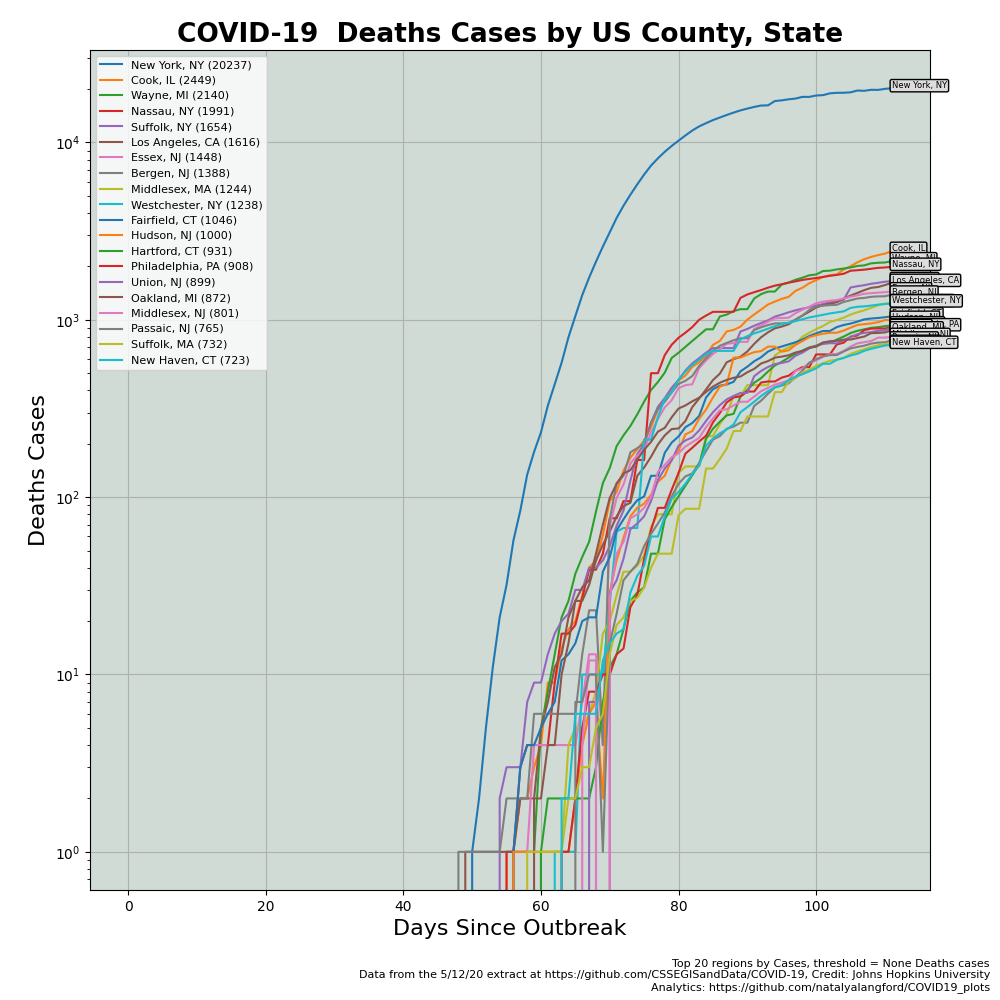 COVID-19  Deaths Cases by US County, State
New York, NY (20237)
Cook, IL (2449)
Wayne, MI (2140)
Nassau, NY (1991)
Suffolk, NY (1654)
Los Angeles, CA (1616)
Essex, NJ (1448)
Bergen, NJ (1388)
Middlesex, MA (1244)
Westchester, NY (1238)
Fairfield, CT (1046)
Hudson, NJ (1000)
Hartford, CT (931)
Philadelphia, PA (908)
Union, NJ (899)
Oakland, MI (872)
Middlesex, NJ (801)
Passaic, NJ (765)
Suffolk, MA (732)
New Haven, CT (723)
New York, NY
Cook, IL
Nassau, NY
Los Angeles, CA
Bergen, NJ
Westchester, NY
Hudson, NJ
PA
Oakland, MI
New Haven, CT
10^4
10^3
10^2
10^1
10^0
Deaths Cases
0 20 40 60 80 100
Days Since Outbreak
Top 20 regions by Cases, threshold = None Deaths cases
Data from the 5/12/20 extract at https://github.com/CSSEGISandData/COVID-19, Credit: Johns Hopkins University
Analytics: https://github.com/natalyalangford/COVID19_plots